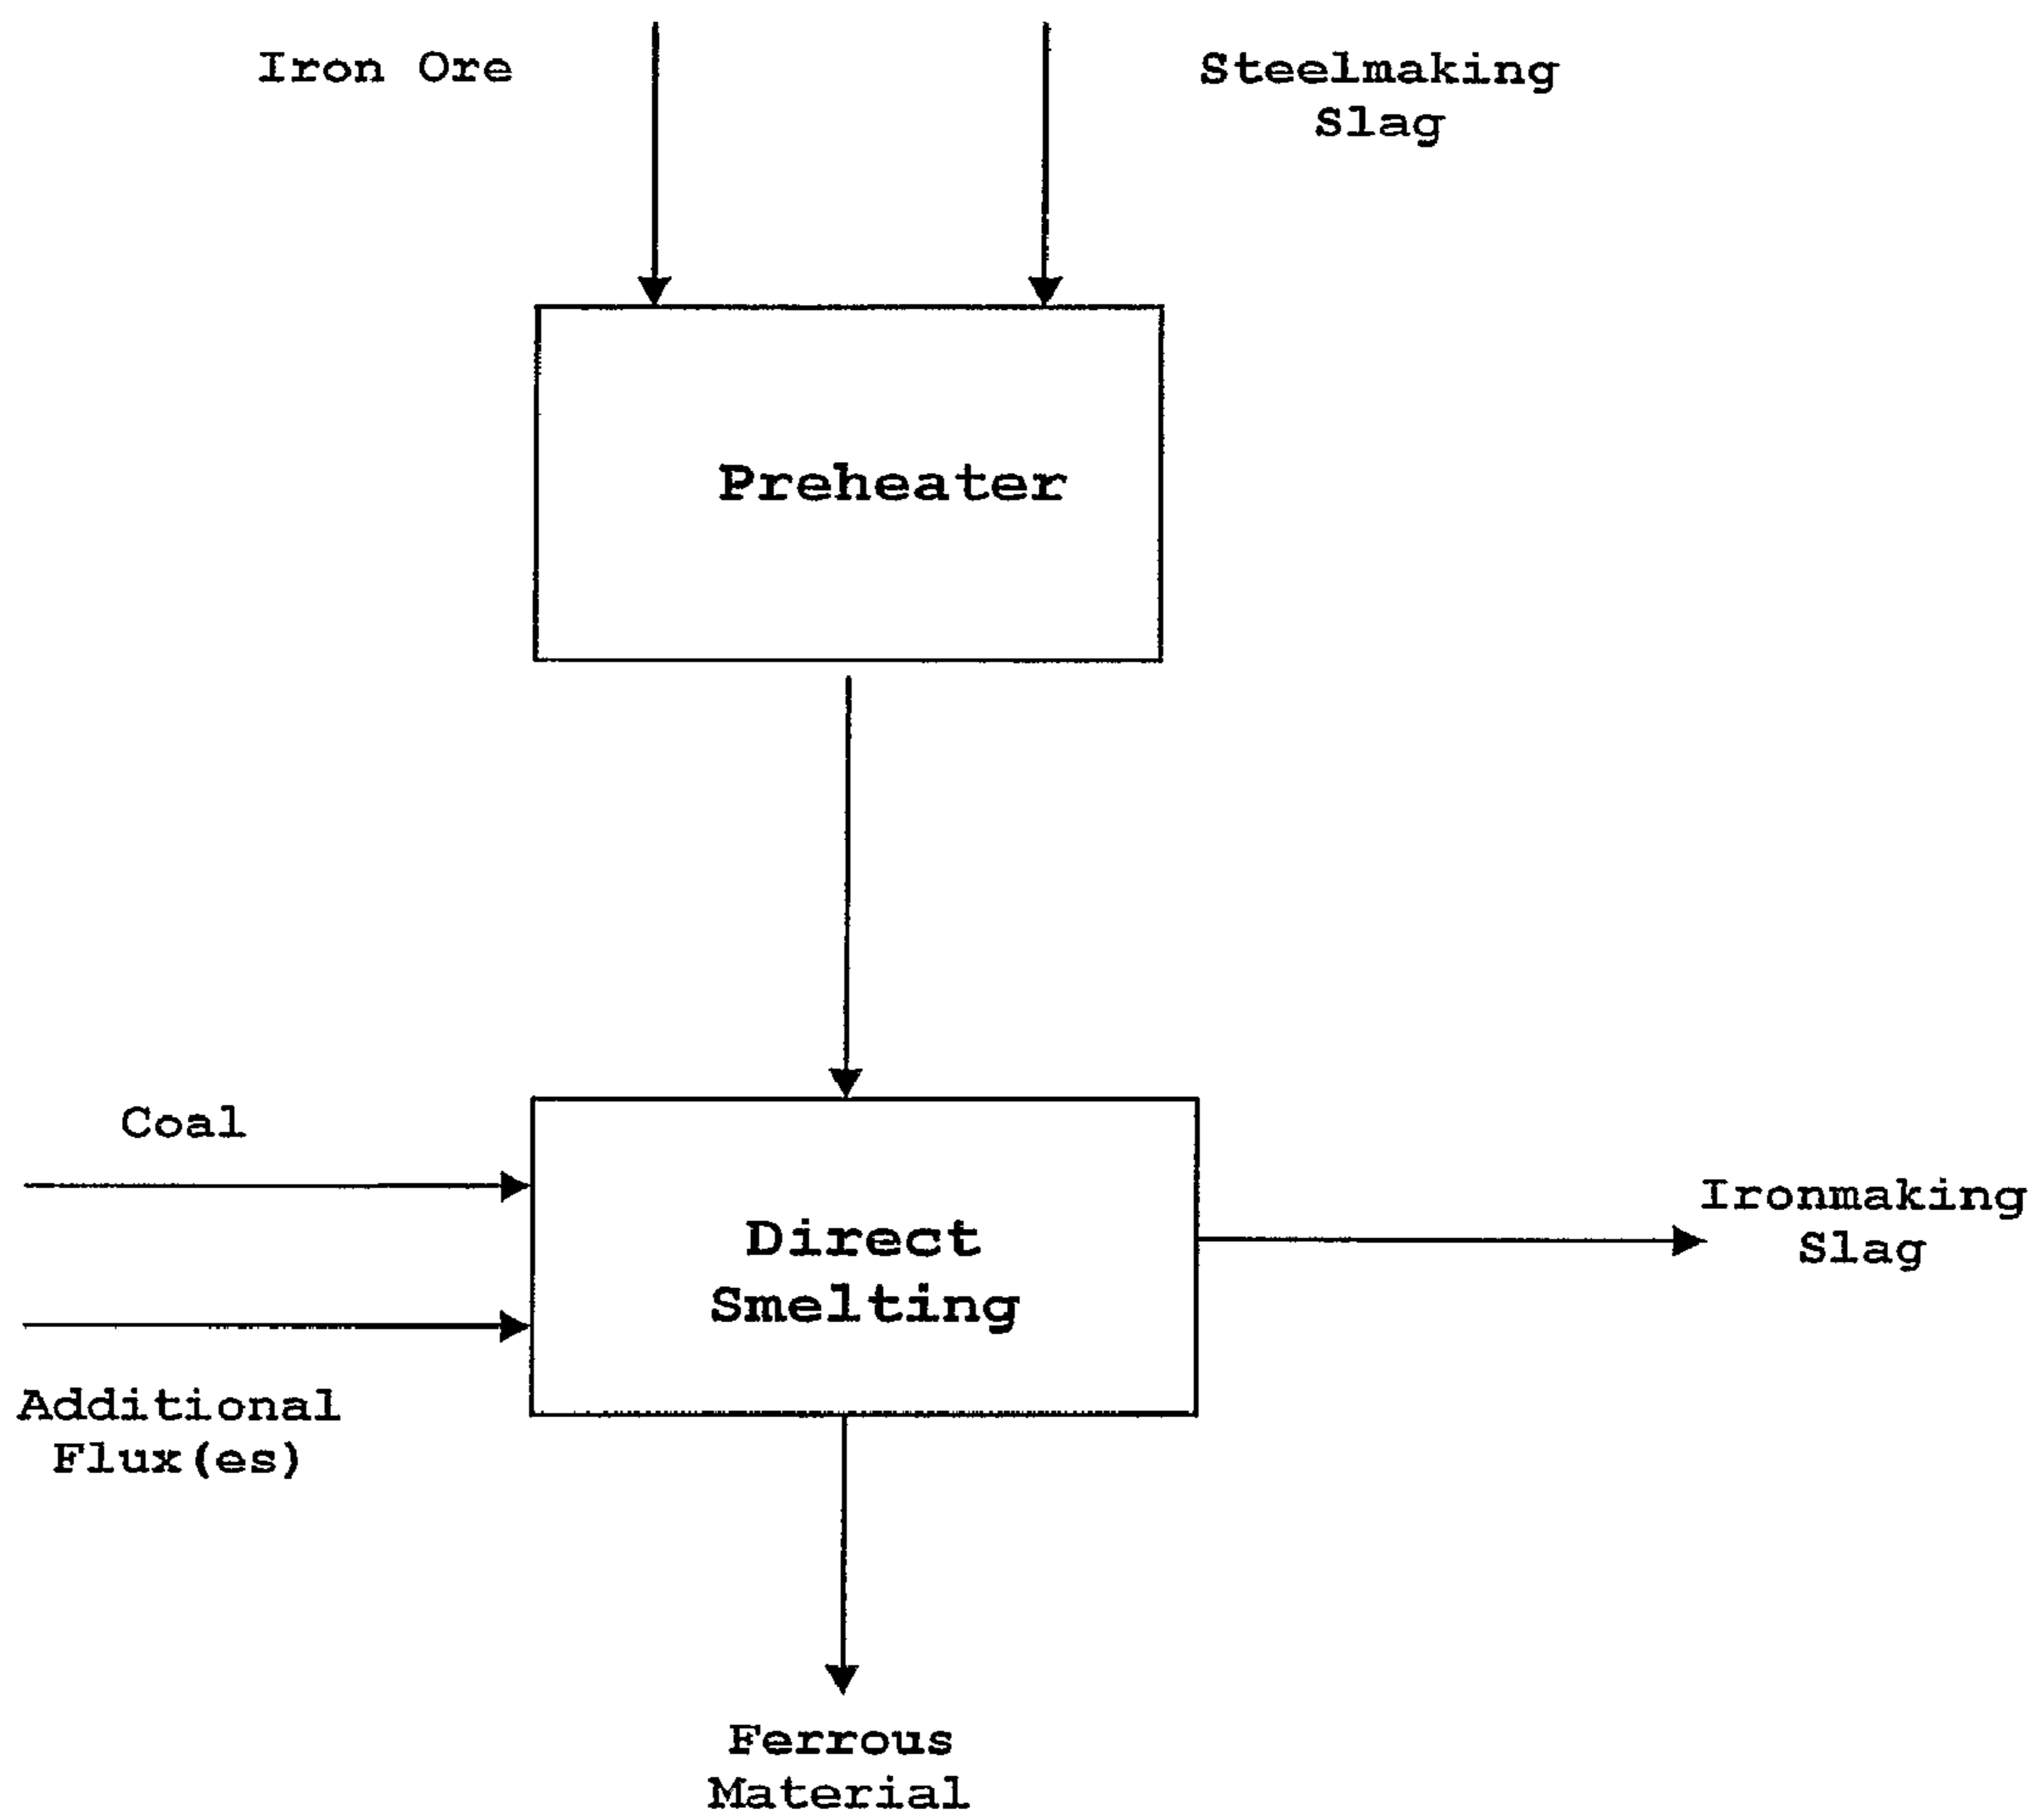 Iron Ore
Steelmaking
Slag
Preheater
Coal
Direct
Smelting
Ironmaking
Slag
Additional
Flux(es)
Ferrous
Material